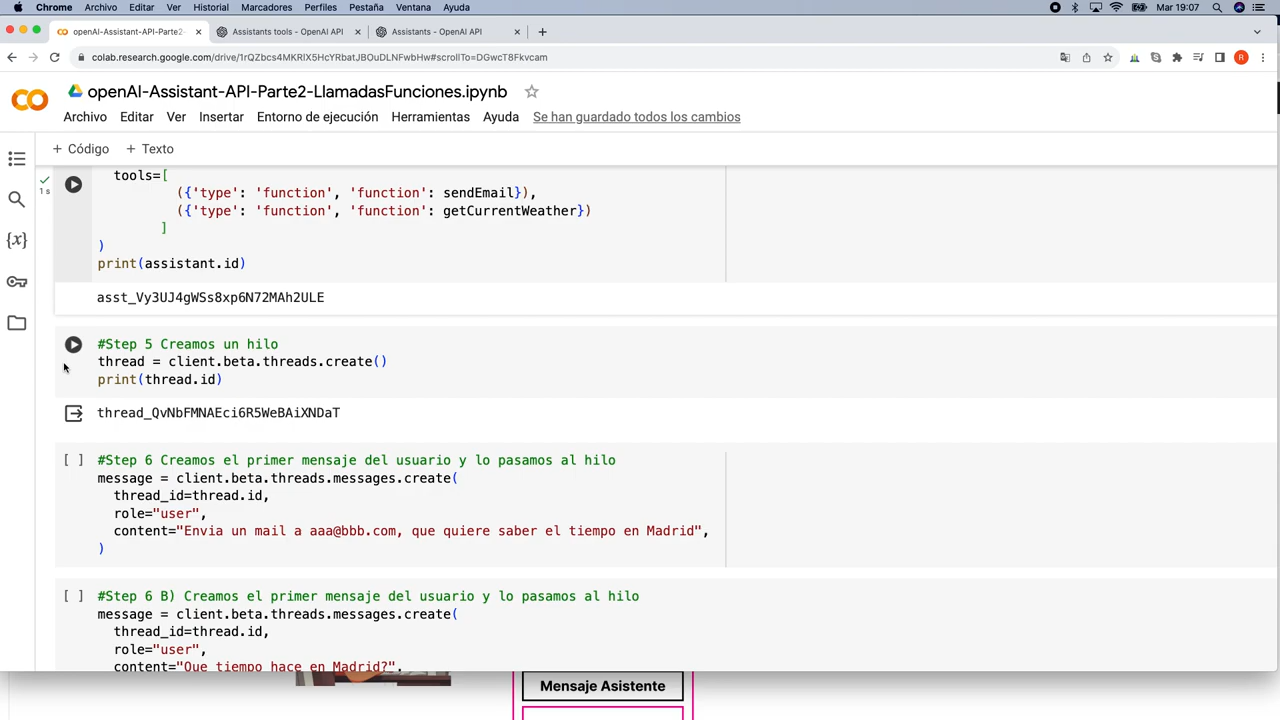 Chrome Archivo Editar Ver Historial Marcadores Perfiles Pestaña Ventana Ayuda Mar 19:07
openAI-Assistant-API-Parte2- Assistants tools - OpenAI API Assistants - OpenAI API
colab.research.google.com/drive/1rQZbcs4MKRlX5HcYRbatJBOuDLNFwbHw#scrollTo=DGwcT8Fkvcam
R
openAI-Assistant-API-Parte2-LlamadasFunciones.ipynb
Archivo Editar Ver Insertar Entorno de ejecución Herramientas Ayuda Se han guardado todos los cambios
+ Código + Texto
tools=[
1 s
({'type': 'function', 'function': sendEmail}),
({'type': 'function', 'function': getCurrentWeather})
]
)
print(assistant.id)
asst_Vy3UJ4gWSs8xp6N72MAh2ULE
#Step 5 Creamos un hilo
thread = client.beta.threads.create()
print(thread.id)
thread_QvNbFMNAEci6R5WeBAiXNDaT
[ ] #Step 6 Creamos el primer mensaje del usuario y lo pasamos al hilo
message = client.beta.threads.messages.create(
thread_id=thread.id,
role="user",
content="Envia un mail a aaa@bbb.com, que quiere saber el tiempo en Madrid",
)
[ ] #Step 6 B) Creamos el primer mensaje del usuario y lo pasamos al hilo
message = client.beta.threads.messages.create(
thread_id=thread.id,
role="user",
content="Que tiempo hace en Madrid?",
Mensaje Asistente